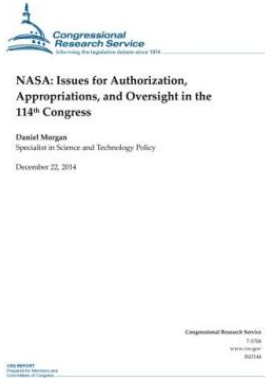 Congressional
Research Service
Informing the legislative debate since 1914
NASA: Issues for Authorization,
Appropriations, and Oversight in the
114th Congress
Daniel Morgan
Specialist in Science and Technology Policy
December 22, 2014
Congressional Research Service
7-5700
www.crs.gov
CRS REPORT
Prepared for Members and
Committees of Congress